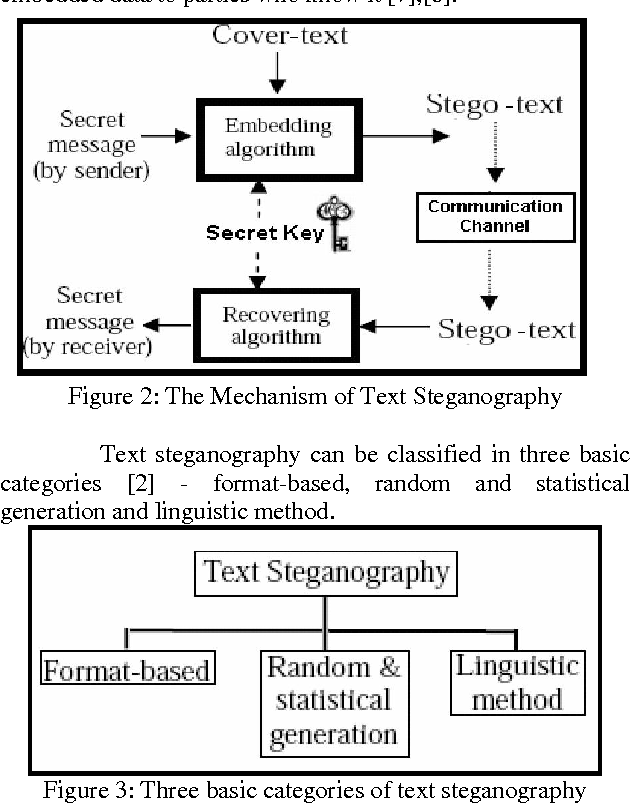 Cover-text
Secret
message
(by sender)
Embedding
algorithm
Stego -text
Communication
Channel
Secret Key
Secret
message
(by receiver)
Recovering
algorithm
Stego -text
Figure 2: The Mechanism of Text Steganography
Text steganography can be classified in three basic
categories [2] - format-based, random and statistical
generation and linguistic method.
Text Steganography
Format-based
Random &
statistical
generation
Linguistic
method
Figure 3: Three basic categories of text steganography